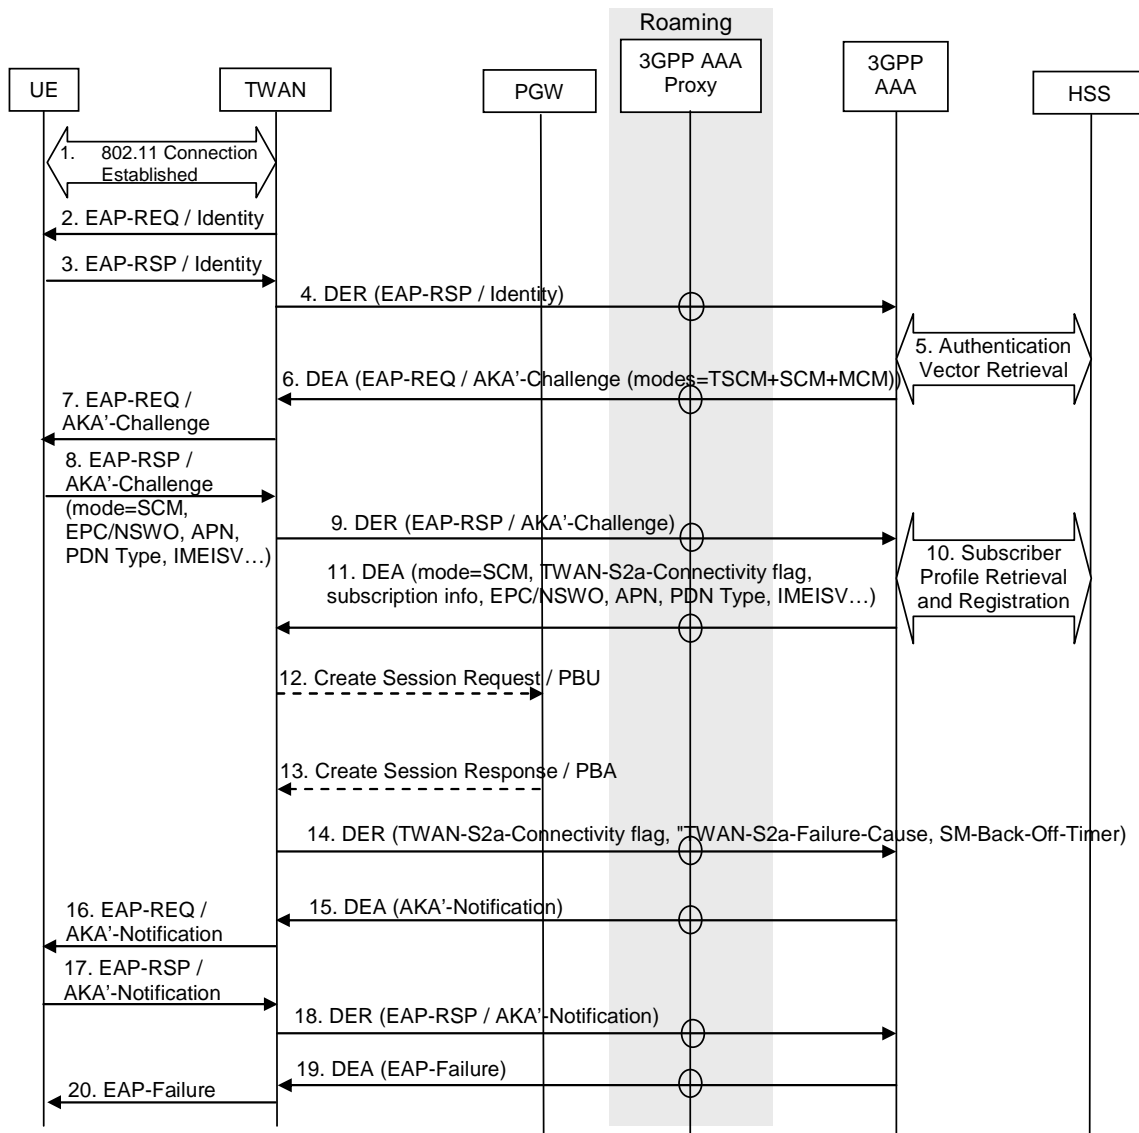 Roaming
UE
TWAN
PGW
3GPP AAA
Proxy
3GPP
AAA
HSS
1. 802.11 Connection
Established
2. EAP-REQ / Identity
3. EAP-RSP / Identity
4. DER (EAP-RSP / Identity)
5. Authentication
Vector Retrieval
6. DEA (EAP-REQ / AKA’-Challenge (modes=TSCM+SCM+MCM))
7. EAP-REQ /
AKA’-Challenge
8. EAP-RSP /
AKA’-Challenge
(mode=SCM,
EPC/NSWO, APN,
PDN Type, IMEISV…)
9. DER (EAP-RSP / AKA’-Challenge)
10. Subscriber
Profile Retrieval
and Registration
11. DEA (mode=SCM, TWAN-S2a-Connectivity flag,
subscription info, EPC/NSWO, APN, PDN Type, IMEISV…)
12. Create Session Request / PBU
13. Create Session Response / PBA
14. DER (TWAN-S2a-Connectivity flag, "TWAN-S2a-Failure-Cause, SM-Back-Off-Timer)
15. DEA (AKA’-Notification)
16. EAP-REQ /
AKA’-Notification
17. EAP-RSP /
AKA’-Notification
18. DER (EAP-RSP / AKA’-Notification)
19. DEA (EAP-Failure)
20. EAP-Failure